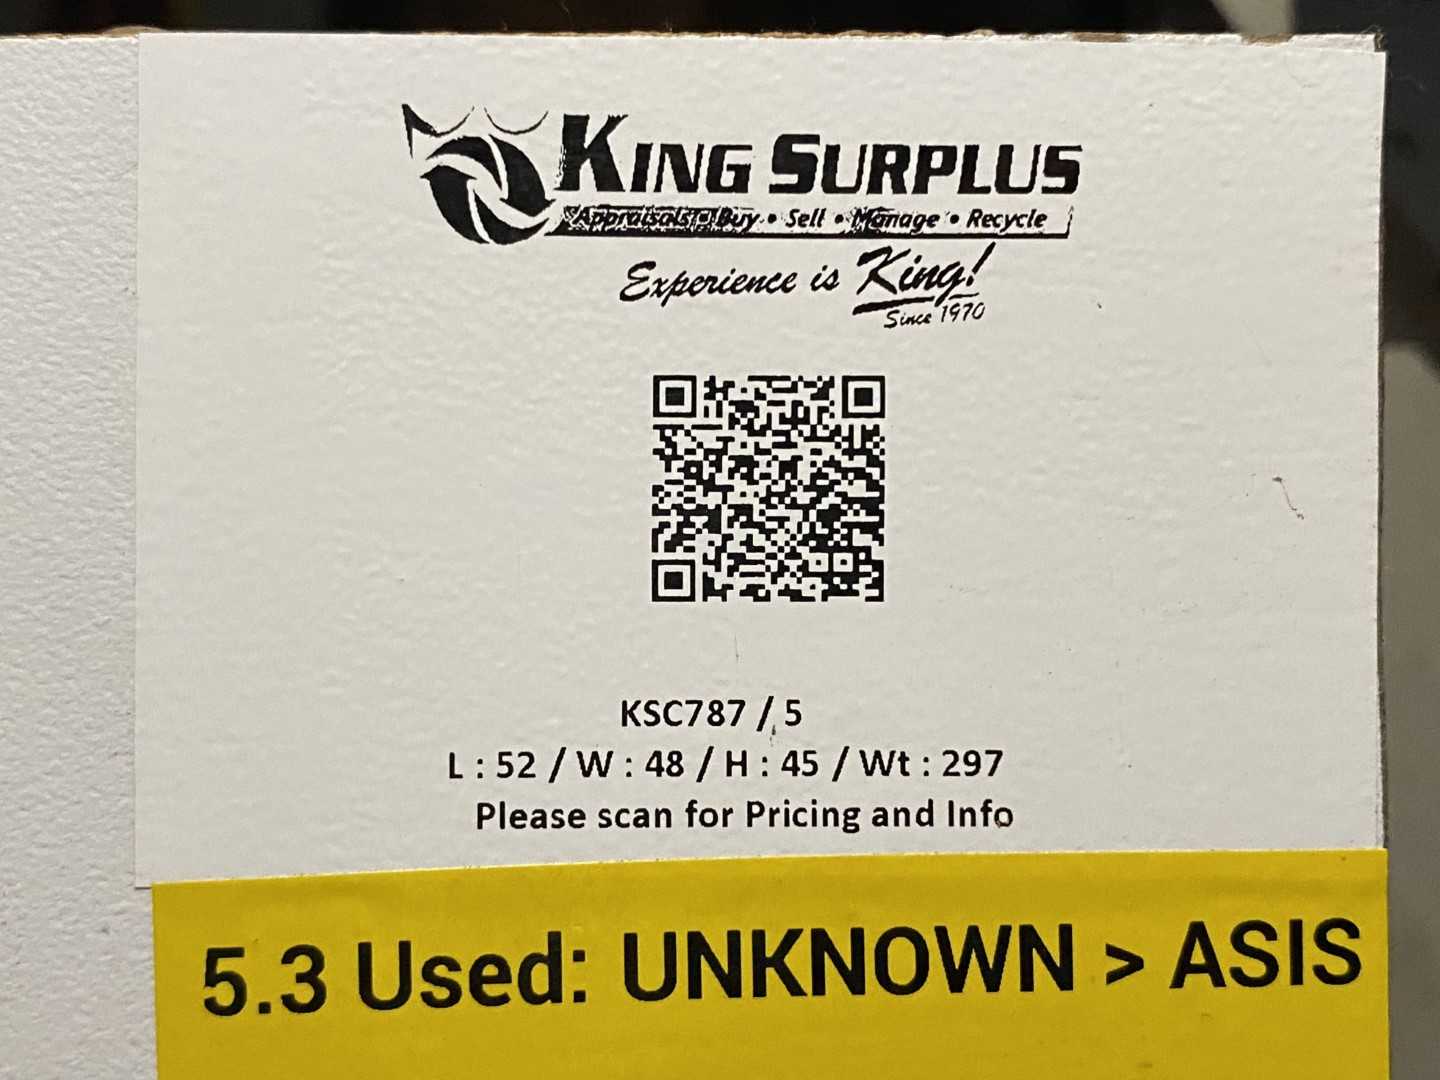 KING SURPLUS
Appraisals • Buy • Sell • Manage • Recycle
Experience is King!
Since 1970
KSC787 / 5
L : 52 / W : 48 / H : 45 / Wt : 297
Please scan for Pricing and Info
5.3 Used: UNKNOWN > ASIS